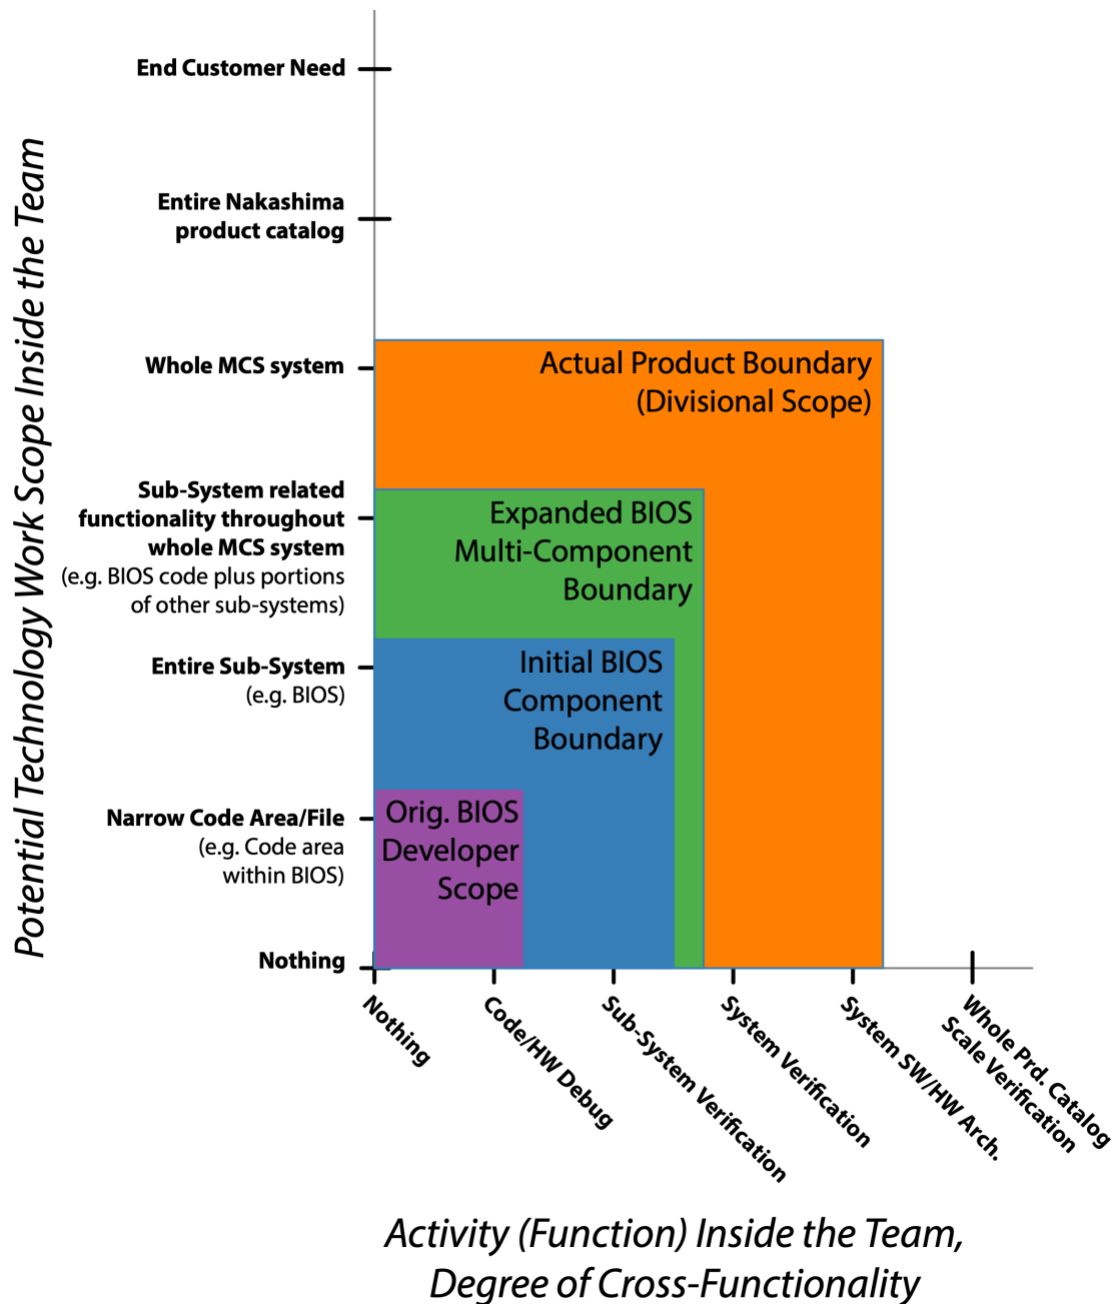 Potential Technology Work Scope Inside the Team
End Customer Need
Entire Nakashima
product catalog
Whole MCS system
Sub-System related
functionality throughout
whole MCS system
(e.g. BIOS code plus portions
of other sub-systems)
Entire Sub-System
(e.g. BIOS)
Narrow Code Area/File
(e.g. Code area
within BIOS)
Nothing
Actual Product Boundary
(Divisional Scope)
Expanded BIOS
Multi-Component
Boundary
Initial BIOS
Component
Boundary
Orig. BIOS
Developer
Scope
Nothing
Code/HW Debug
Sub-System Verification
System Verification
System SW/HW Arch.
Whole Prd. Catalog
Scale Verification
Activity (Function) Inside the Team,
Degree of Cross-Functionality